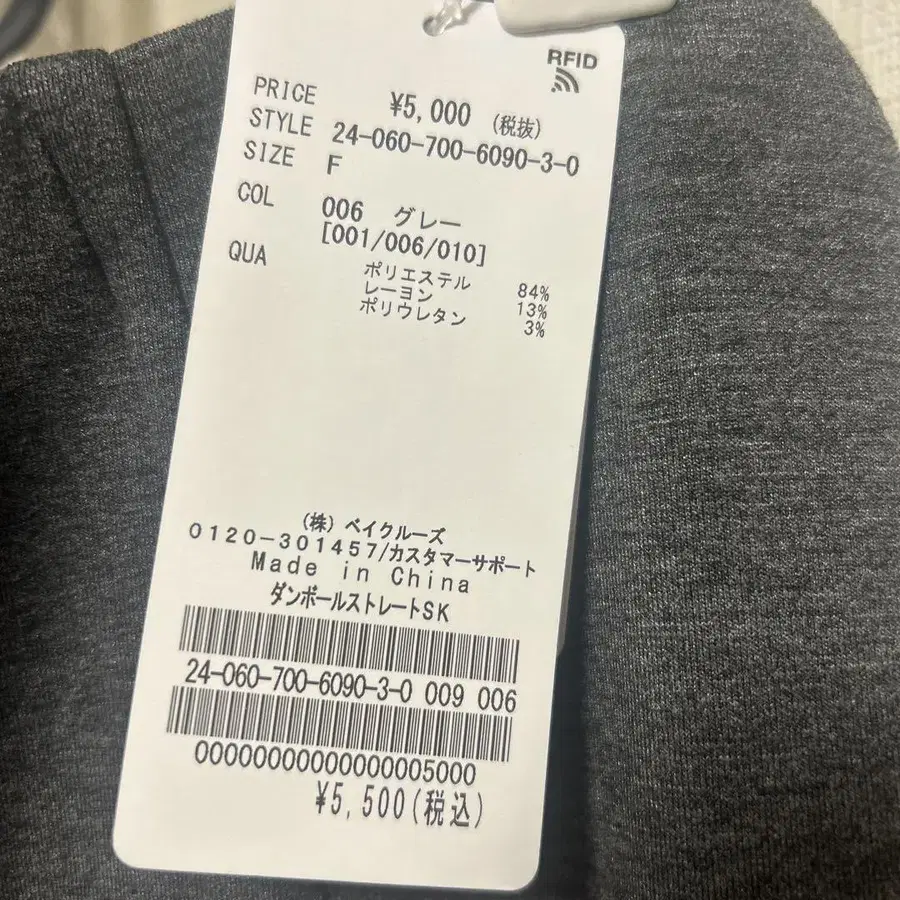 RFID
PRICE ¥5,000 (税抜)
STYLE 24-060-700-6090-3-0
SIZE F
COL 006 グレー
[001/006/010]
QUA ポリエステル 84%
レーヨン 13%
ポリウレタン 3%
(株) ベイクルーズ
0120-301457/カスタマーサポート
Made in China
ダンボールストレートSK
24-060-700-6090-3-0 009 006
00000000000000005000
¥5,500(税込)